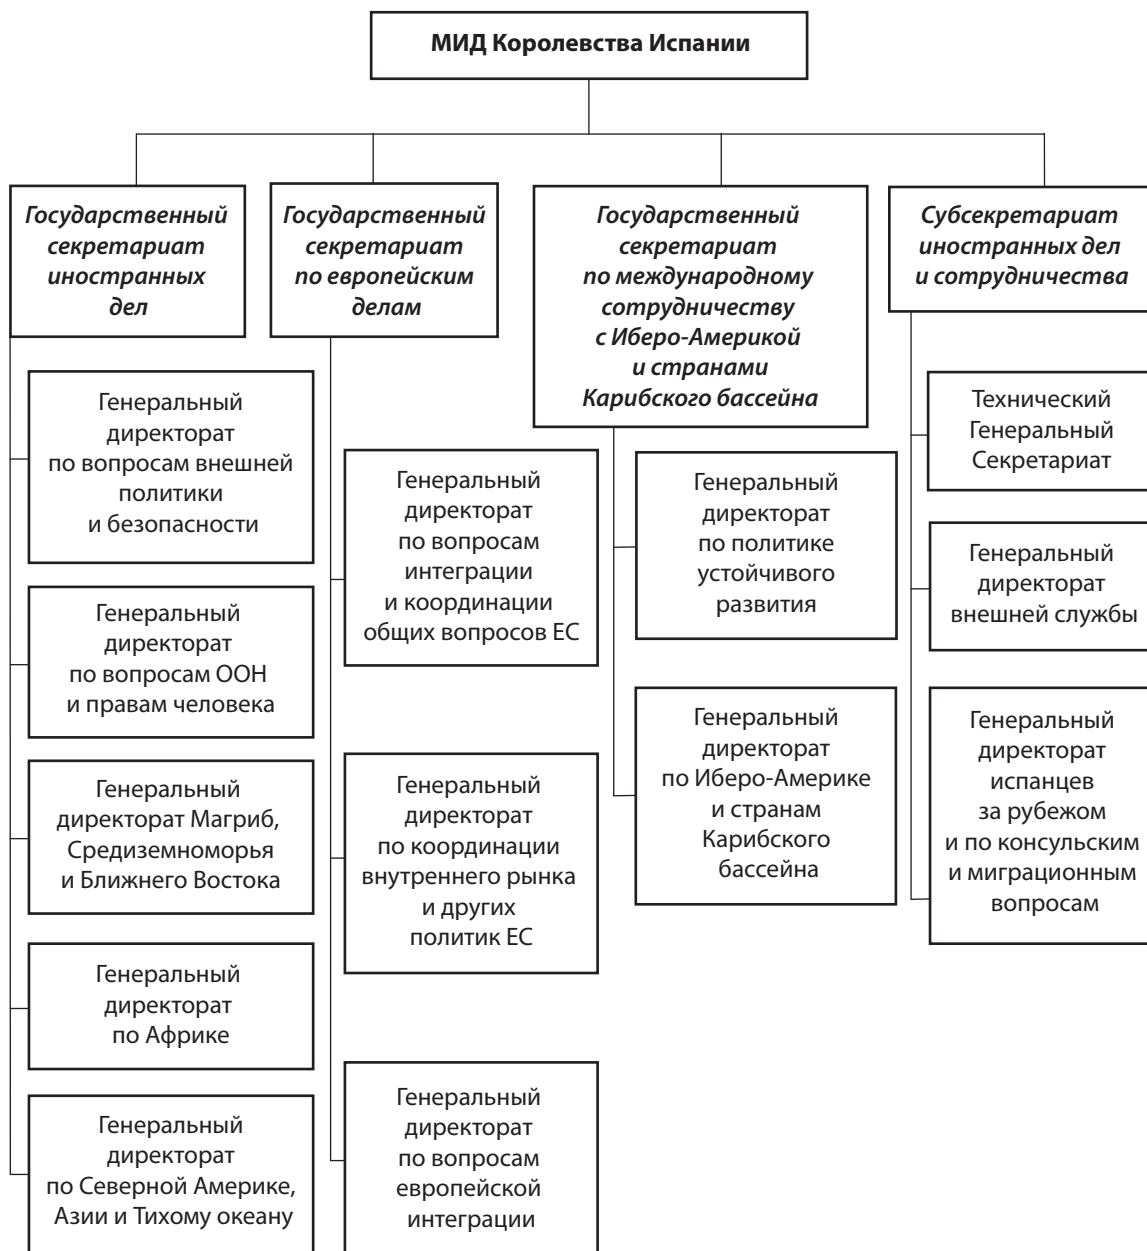 МИД Королевства Испании
Государственный
секретариат
иностранных
дел
Генеральный
директорат
по вопросам внешней
политики
и безопасности
Генеральный
директорат
по вопросам ООН
и правам человека
Генеральный
директорат Магриб,
Средиземноморья
и Ближнего Востока
Генеральный
директорат
по Африке
Генеральный
директорат
по Северной Америке,
Азии и Тихому океану
Государственный
секретариат
по европейским
делам
Генеральный
директорат
по вопросам
интеграции
и координации
общих вопросов ЕС
Генеральный
директорат
по координации
внутреннего рынка
и других
политик ЕС
Генеральный
директорат
по вопросам
европейской
интеграции
Государственный
секретариат
по международному
сотрудничеству
с Иберо-Америкой
и странами
Карибского бассейна
Генеральный
директорат
по политике
устойчивого
развития
Генеральный
директорат
по Иберо-Америке
и странам
Карибского
бассейна
Субсекретариат
иностранных дел
и сотрудничества
Технический
Генеральный
Секретариат
Генеральный
директорат
внешней службы
Генеральный
директорат
испанцев
за рубежом
и по консульским
и миграционным
вопросам